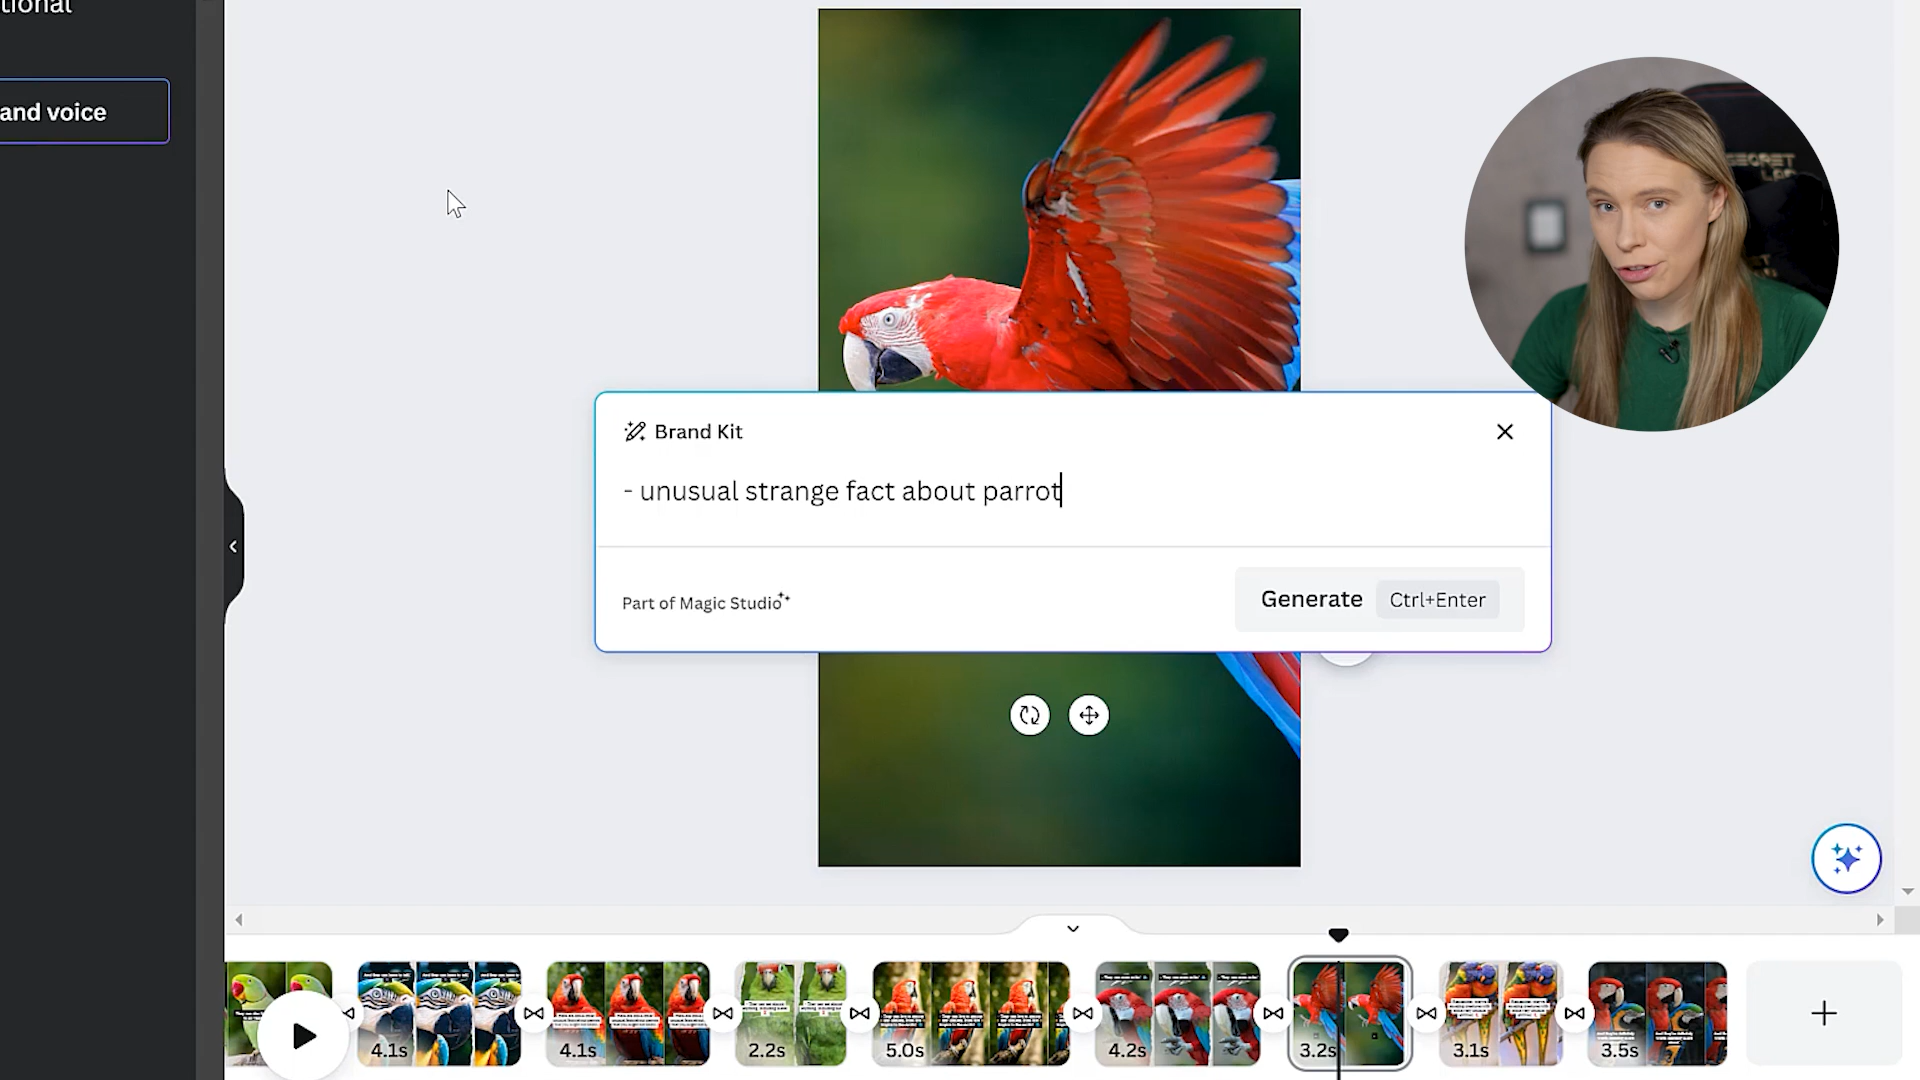 tional
and voice
SECRET
Brand Kit
- unusual strange fact about parrot
Part of Magic Studio
Generate Ctrl+Enter
4.1s
4.1s
2.2s
5.0s
4.2s
3.2s
3.1s
3.5s